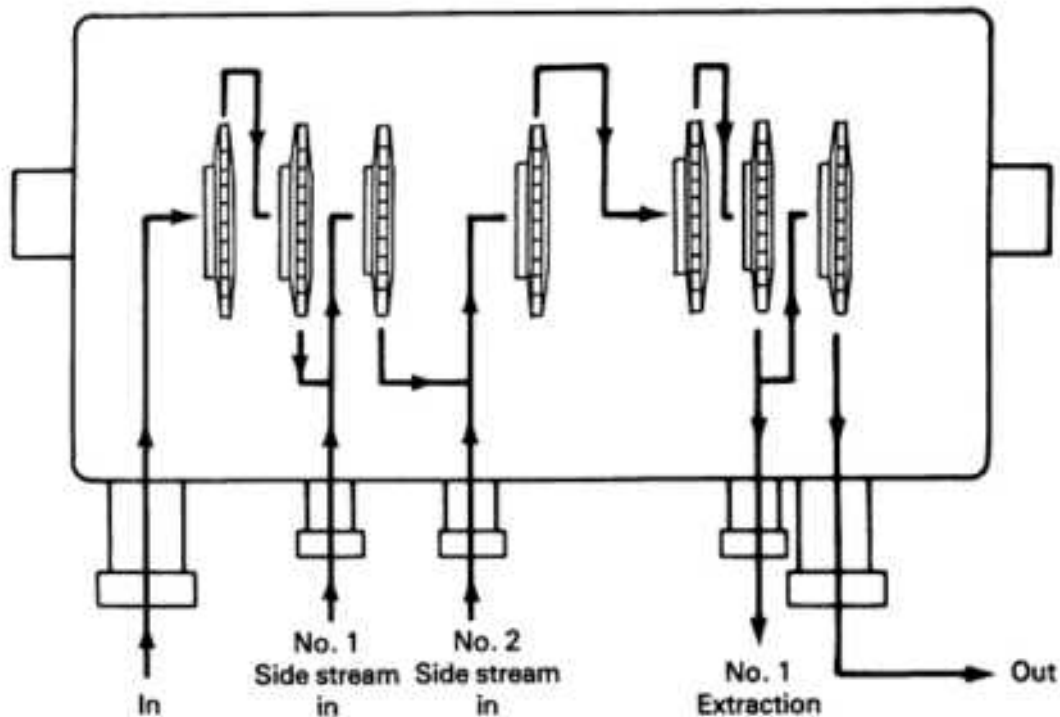 No. 1
Side stream
in
No. 2
Side stream
in
In
No. 1
Extraction
Out